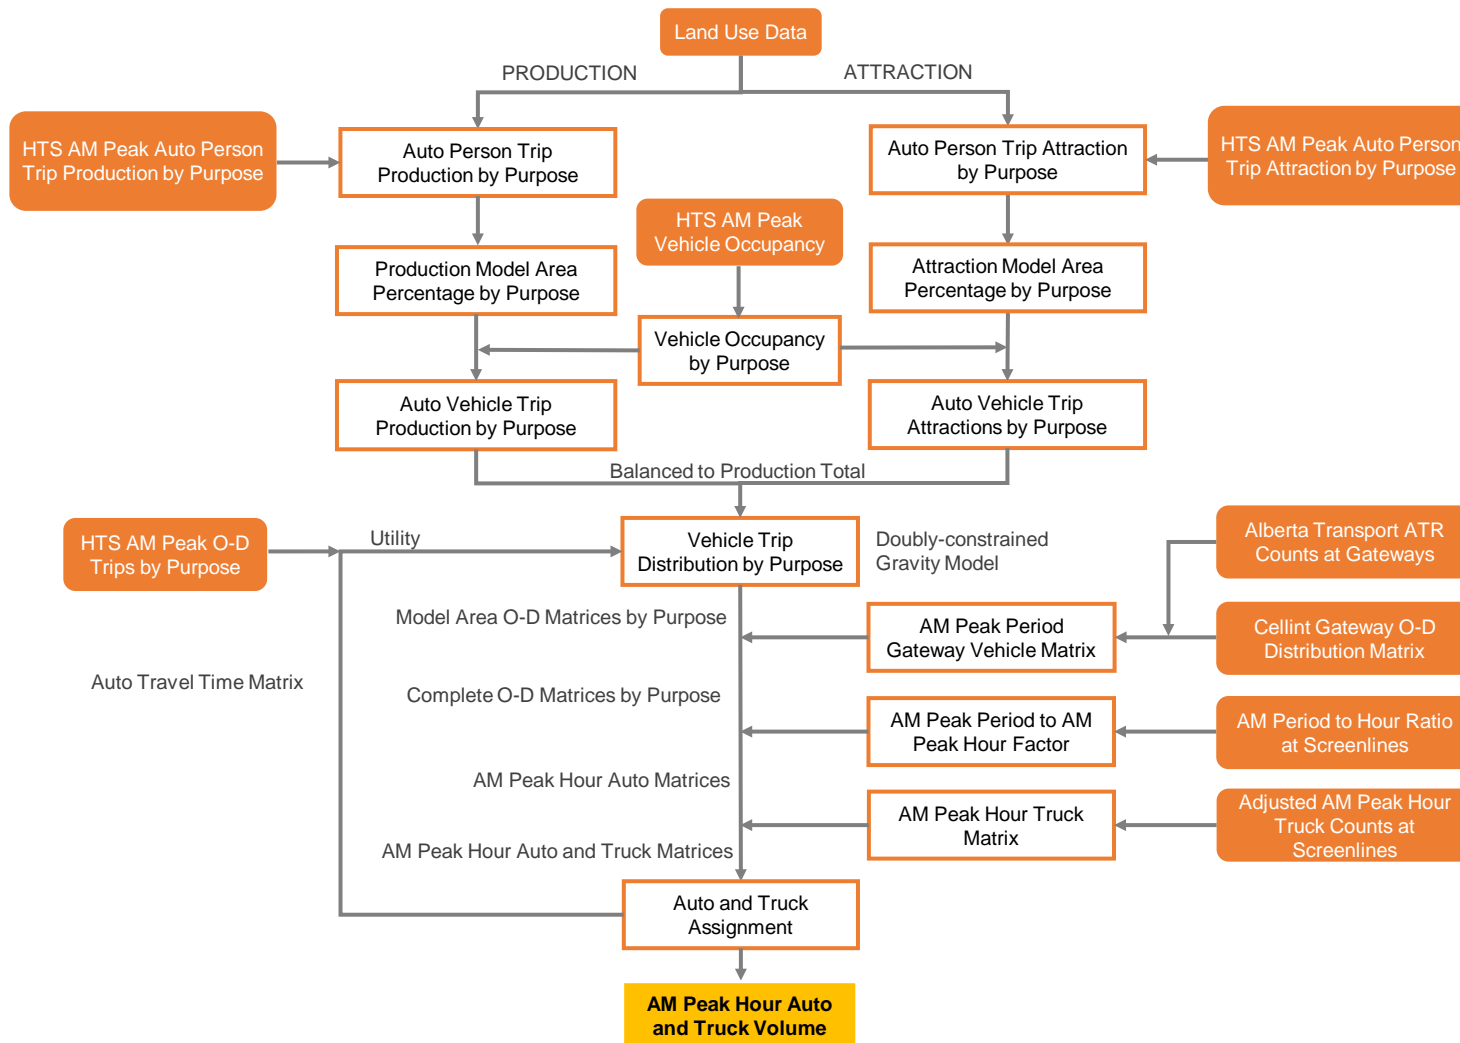 Land Use Data
PRODUCTION
ATTRACTION
HTS AM Peak Auto Person
Trip Production by Purpose
Auto Person Trip
Production by Purpose
Auto Person Trip Attraction
by Purpose
HTS AM Peak Auto Person
Trip Attraction by Purpose
HTS AM Peak
Vehicle Occupancy
Production Model Area
Percentage by Purpose
Attraction Model Area
Percentage by Purpose
Vehicle Occupancy
by Purpose
Auto Vehicle Trip
Production by Purpose
Auto Vehicle Trip
Attractions by Purpose
Balanced to Production Total
HTS AM Peak O-D
Trips by Purpose
Utility
Vehicle Trip
Distribution by Purpose
Doubly-constrained
Gravity Model
Alberta Transport ATR
Counts at Gateways
Model Area O-D Matrices by Purpose
AM Peak Period
Gateway Vehicle Matrix
Cellint Gateway O-D
Distribution Matrix
Auto Travel Time Matrix
Complete O-D Matrices by Purpose
AM Peak Period to AM
Peak Hour Factor
AM Period to Hour Ratio
at Screenlines
AM Peak Hour Auto Matrices
AM Peak Hour Truck
Matrix
Adjusted AM Peak Hour
Truck Counts at
Screenlines
AM Peak Hour Auto and Truck Matrices
Auto and Truck
Assignment
AM Peak Hour Auto
and Truck Volume